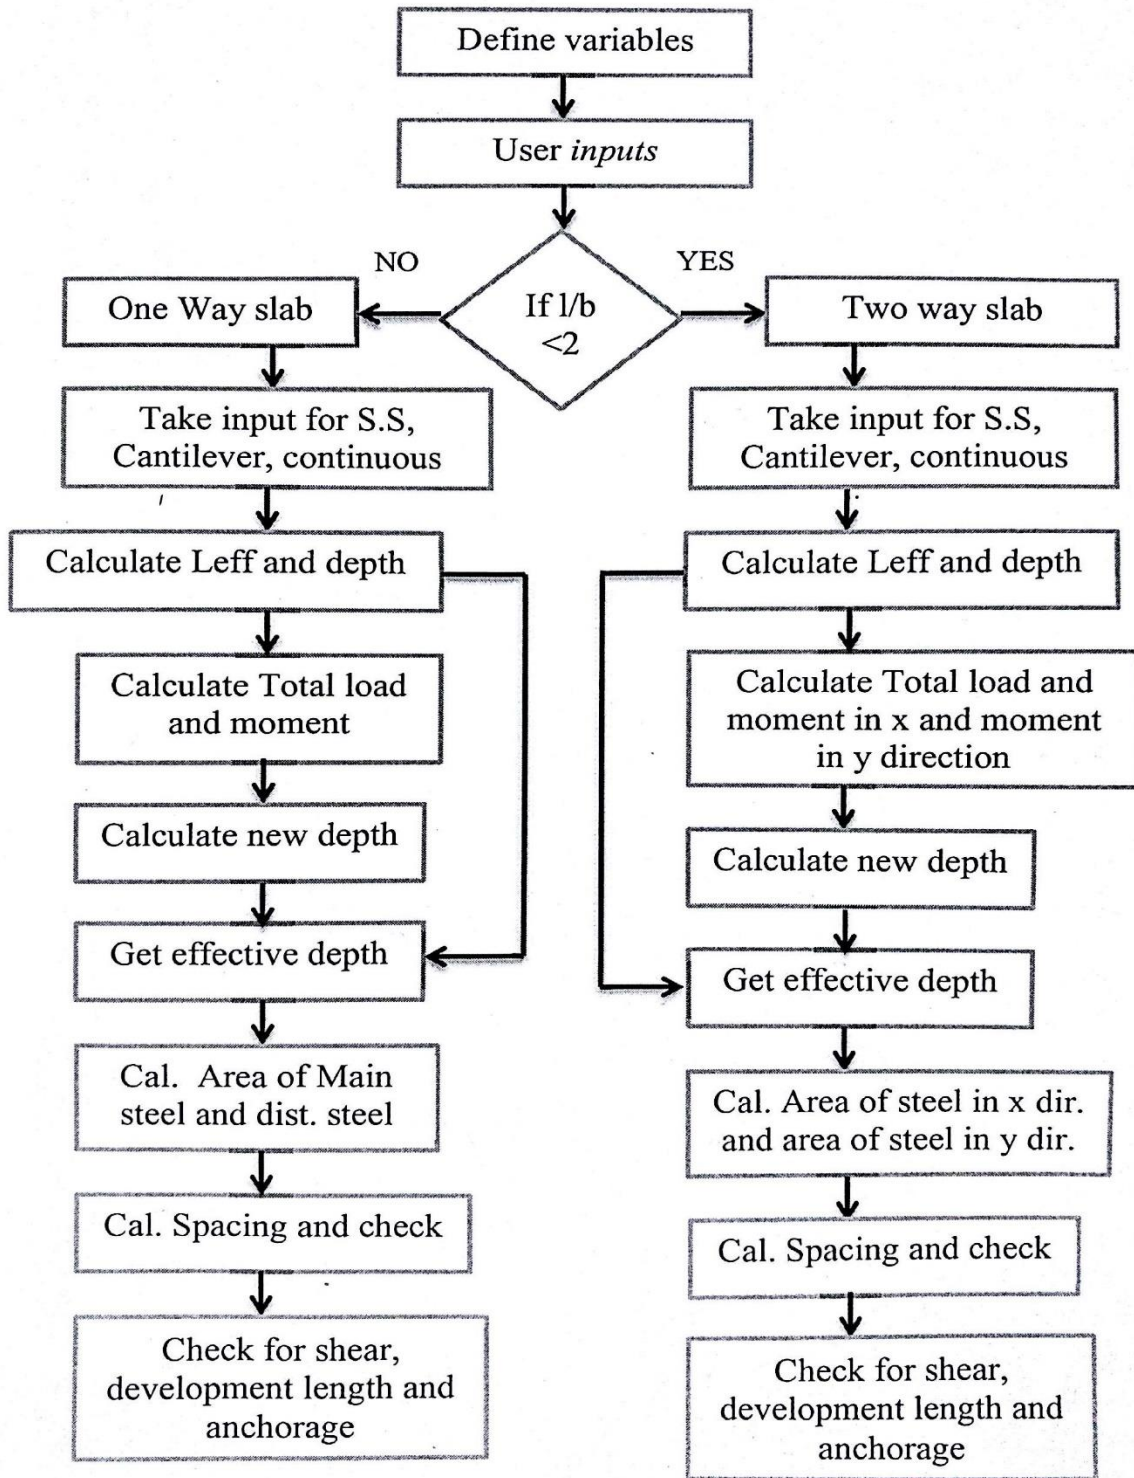 Define variables
User inputs
NO
YES
If l/b
<2
One Way slab
Two way slab
Take input for S.S,
Cantilever, continuous
Calculate Leff and depth
Calculate Total load
and moment
Calculate new depth
Get effective depth
Cal. Area of Main
steel and dist. steel
Cal. Spacing and check
Check for shear,
development length and
anchorage
Take input for S.S,
Cantilever, continuous
Calculate Leff and depth
Calculate Total load and
moment in x and moment
in y direction
Calculate new depth
Get effective depth
Cal. Area of steel in x dir.
and area of steel in y dir.
Cal. Spacing and check
Check for shear,
development length and
anchorage